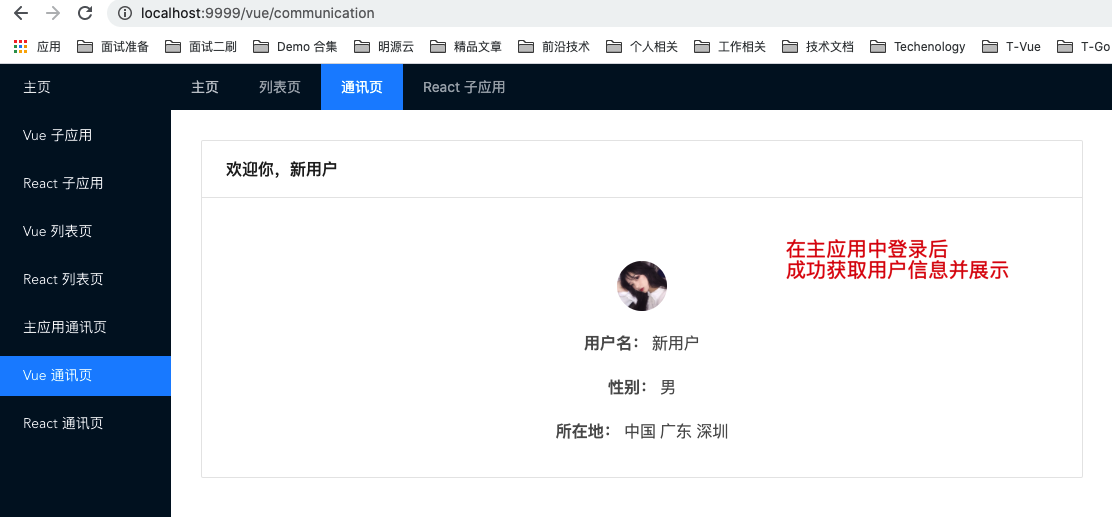 localhost:9999/vue/communication
应用 面试准备 面试二刷 Demo 合集 明源云 精品文章 前沿技术 个人相关 工作相关 技术文档 Techenology T-Vue T-Go
主页 列表页 通讯页 React 子应用
主页
Vue 子应用
React 子应用
Vue 列表页
React 列表页
主应用通讯页
Vue 通讯页
React 通讯页
欢迎你，新用户
在主应用中登录后
成功获取用户信息并展示
用户名： 新用户
性别： 男
所在地： 中国 广东 深圳